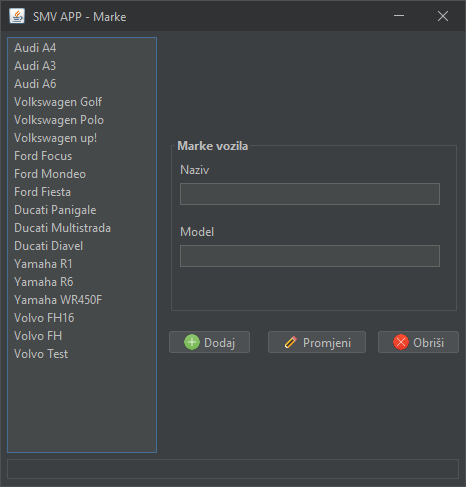 SMV APP - Marke
Audi A4
Audi A3
Audi A6
Volkswagen Golf
Volkswagen Polo
Volkswagen up!
Ford Focus
Ford Mondeo
Ford Fiesta
Ducati Panigale
Ducati Multistrada
Ducati Diavel
Yamaha R1
Yamaha R6
Yamaha WR450F
Volvo FH16
Volvo FH
Volvo Test
Marke vozila
Naziv
Model
Dodaj
Promjeni
Obriši